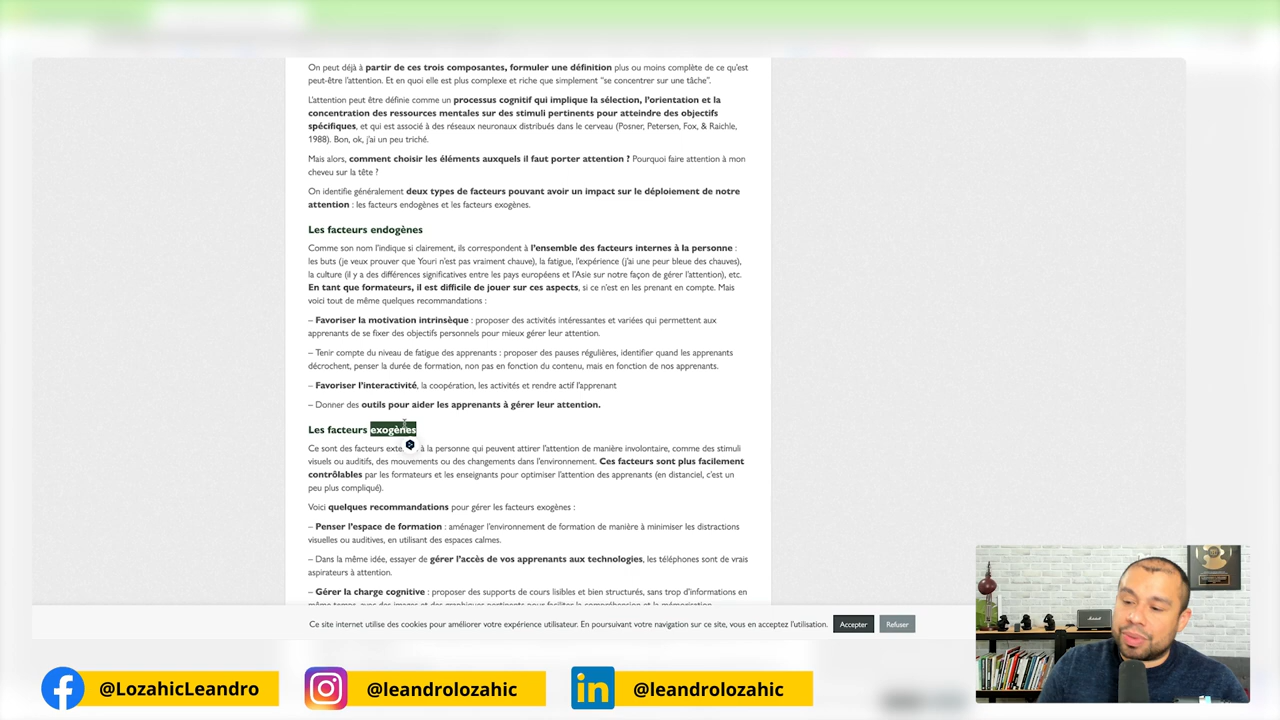 On peut déjà à partir de ces trois composantes, formuler une définition plus ou moins complète de ce qu'est
peut-être l'attention. Et en quoi elle est plus complexe et riche que simplement "se concentrer sur une tâche".
L'attention peut être définie comme un processus cognitif qui implique la sélection, l'orientation et la
concentration des ressources mentales sur des stimuli pertinents pour atteindre des objectifs
spécifiques, et qui est associé à des réseaux neuronaux distribués dans le cerveau (Posner, Petersen, Fox, & Raichle,
1988). Bon, ok, j'ai un peu triché.
Mais alors, comment choisir les éléments auxquels il faut porter attention ? Pourquoi faire attention à mon
cheveu sur la tête ?
On identifie généralement deux types de facteurs pouvant avoir un impact sur le déploiement de notre
attention : les facteurs endogènes et les facteurs exogènes.
Les facteurs endogènes
Comme son nom l'indique si clairement, ils correspondent à l'ensemble des facteurs internes à la personne :
les buts (je veux prouver que Youri n'est pas vraiment chauve), la fatigue, l'expérience (j'ai une peur bleue des chauves),
la culture (il y a des différences significatives entre les pays européens et l'Asie sur notre façon de gérer l'attention), etc.
En tant que formateurs, il est difficile de jouer sur ces aspects, si ce n'est en les prenant en compte. Mais
voici tout de même quelques recommandations :
– Favoriser la motivation intrinsèque : proposer des activités intéressantes et variées qui permettent aux
apprenants de se fixer des objectifs personnels pour mieux gérer leur attention.
– Tenir compte du niveau de fatigue des apprenants : proposer des pauses régulières, identifier quand les apprenants
décrochent, penser la durée de formation, non pas en fonction du contenu, mais en fonction de nos apprenants.
– Favoriser l'interactivité, la coopération, les activités et rendre actif l'apprenant
– Donner des outils pour aider les apprenants à gérer leur attention.
Les facteurs exogènes
Ce sont des facteurs exte à la personne qui peuvent attirer l'attention de manière involontaire, comme des stimuli
visuels ou auditifs, des mouvements ou des changements dans l'environnement. Ces facteurs sont plus facilement
contrôlables par les formateurs et les enseignants pour optimiser l'attention des apprenants (en distanciel, c'est un
peu plus compliqué).
Voici quelques recommandations pour gérer les facteurs exogènes :
– Penser l'espace de formation : aménager l'environnement de formation de manière à minimiser les distractions
visuelles ou auditives, en utilisant des espaces calmes.
– Dans la même idée, essayer de gérer l'accès de vos apprenants aux technologies, les téléphones sont de vrais
aspirateurs à attention.
– Gérer la charge cognitive : proposer des supports de cours lisibles et bien structurés, sans trop d'informations en
Ce site internet utilise des cookies pour améliorer votre expérience utilisateur. En poursuivant votre navigation sur ce site, vous en acceptez l'utilisation. Accepter Refuser
Marshall
@LozahicLeandro @leandrolozahic @leandrolozahic